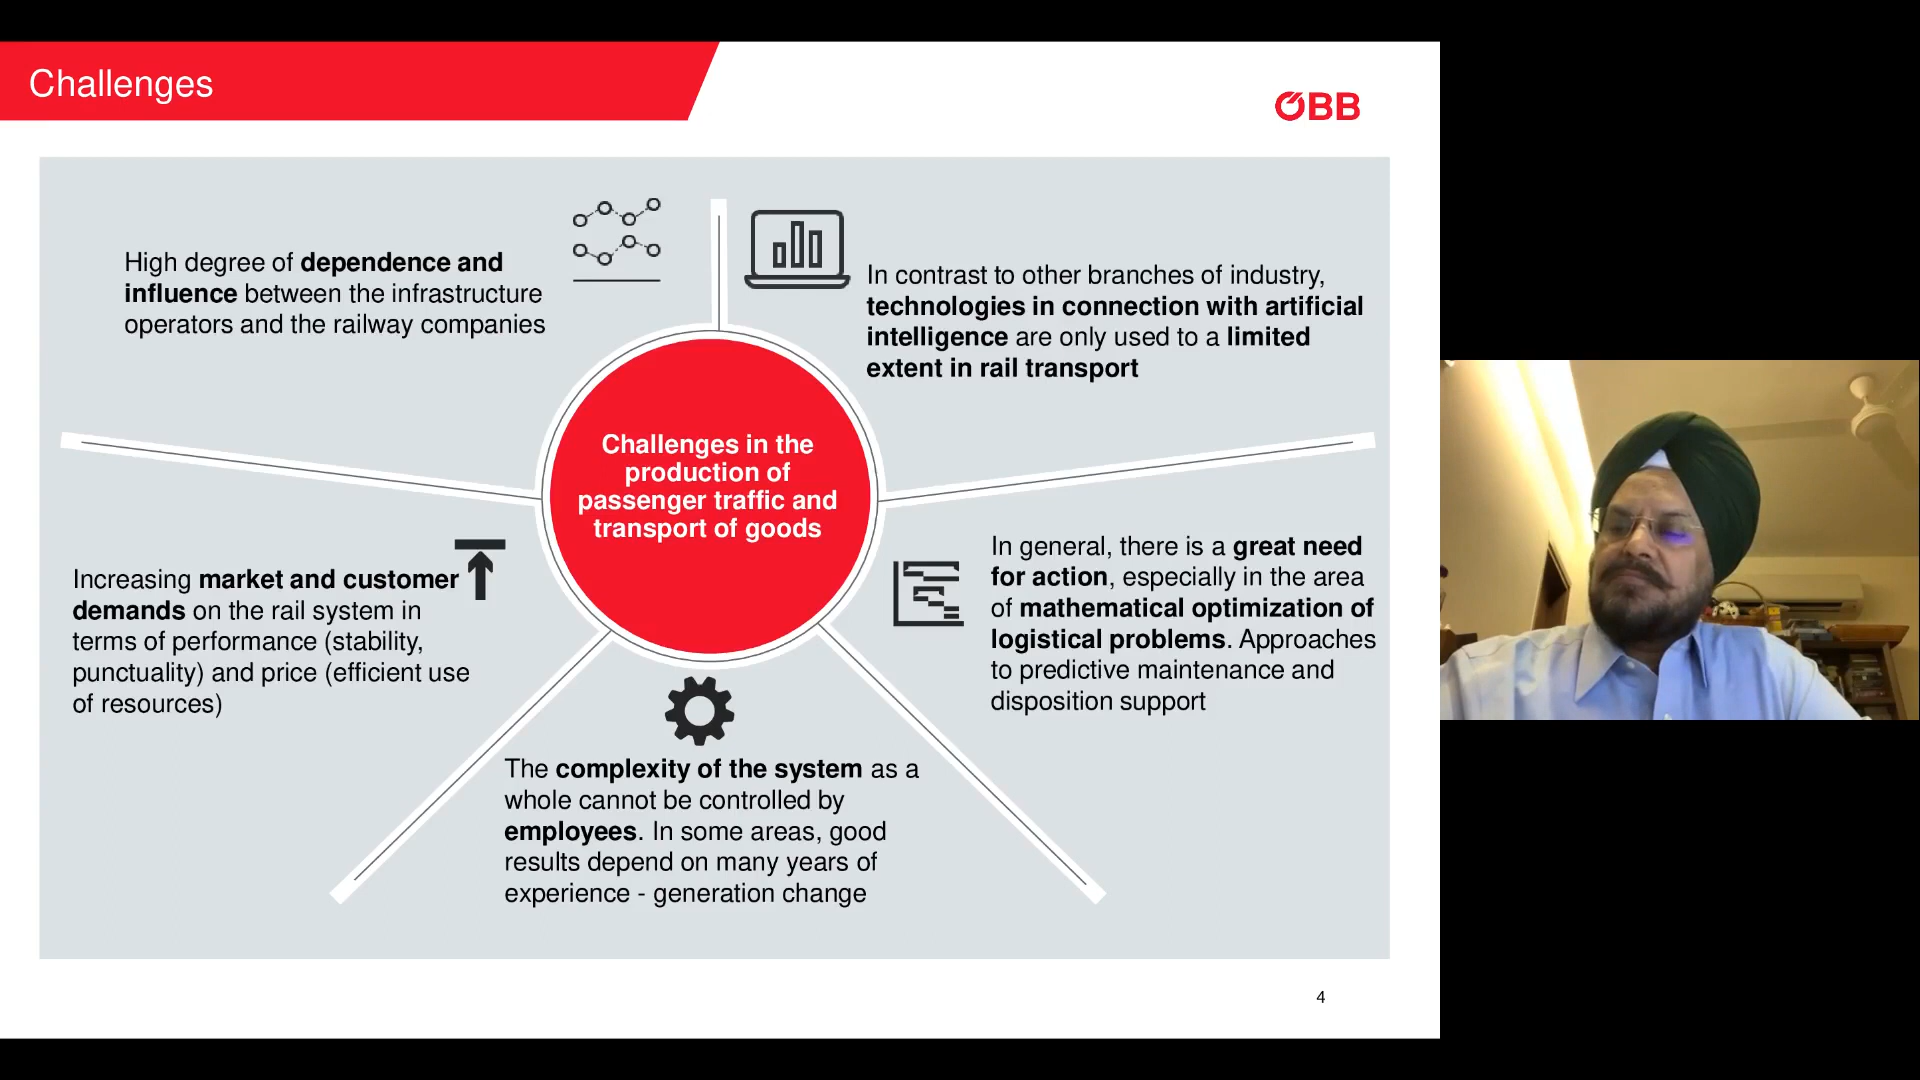 Challenges
ÖBB
High degree of dependence and
influence between the infrastructure
operators and the railway companies
In contrast to other branches of industry,
technologies in connection with artificial
intelligence are only used to a limited
extent in rail transport
Challenges in the
production of
passenger traffic and
transport of goods
Increasing market and customer
demands on the rail system in
terms of performance (stability,
punctuality) and price (efficient use
of resources)
In general, there is a great need
for action, especially in the area
of mathematical optimization of
logistical problems. Approaches
to predictive maintenance and
disposition support
The complexity of the system as a
whole cannot be controlled by
employees. In some areas, good
results depend on many years of
experience - generation change
4